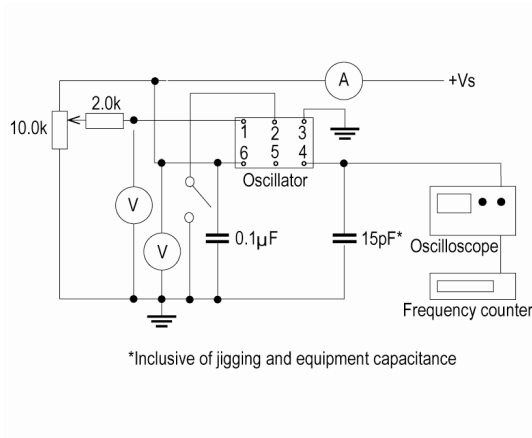 A
+Vs
2.0k
10.0k
1 2 3
6 5 4
Oscillator
V
V
0.1µF
15pF*
Oscilloscope
Frequency counter
*Inclusive of jigging and equipment capacitance